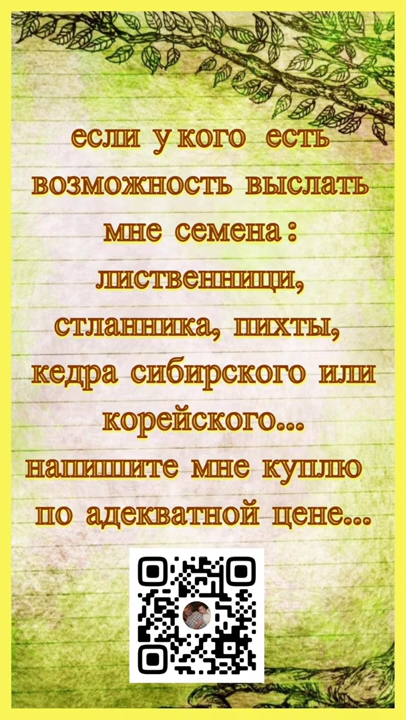 если у кого есть
возможность выслать
мне семена:
лиственници,
стланника, пихты,
кедра сибирского или
корейского...
напишите мне куплю
по адекватной цене...